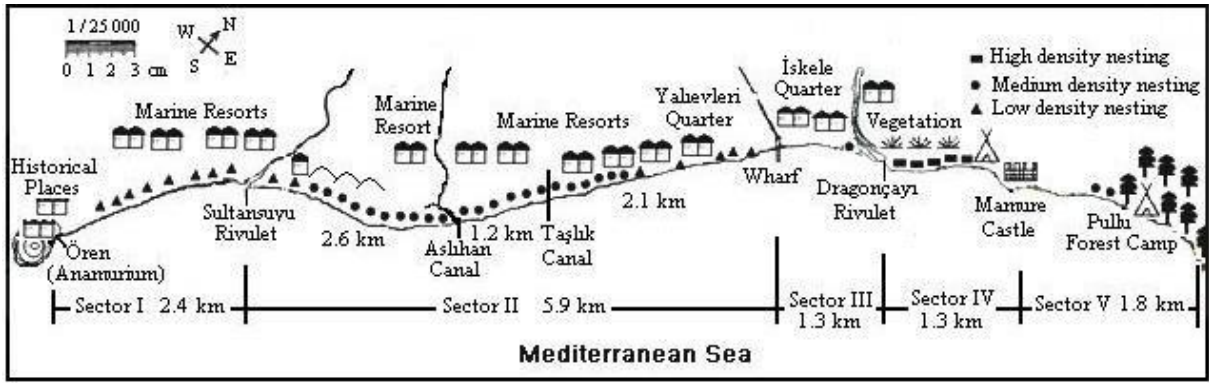 1/25 000
0 1 2 3 cm
W N
S E
High density nesting
Medium density nesting
Low density nesting
Marine Resorts
Marine
Resort
Marine Resorts
Yalıevleri
Quarter
İskele
Quarter
Vegetation
Historical
Places
Ören
(Anamurium)
Sultansuyu
Rivulet
2.6 km
Aslıhan
Canal
1.2 km
Taşlık
Canal
2.1 km
Wharf
Dragonçayı
Rivulet
Mamure
Castle
Pullu
Forest Camp
Sector I 2.4 km
Sector II 5.9 km
Sector III
1.3 km
Sector IV
1.3 km
Sector V 1.8 km
Mediterranean Sea